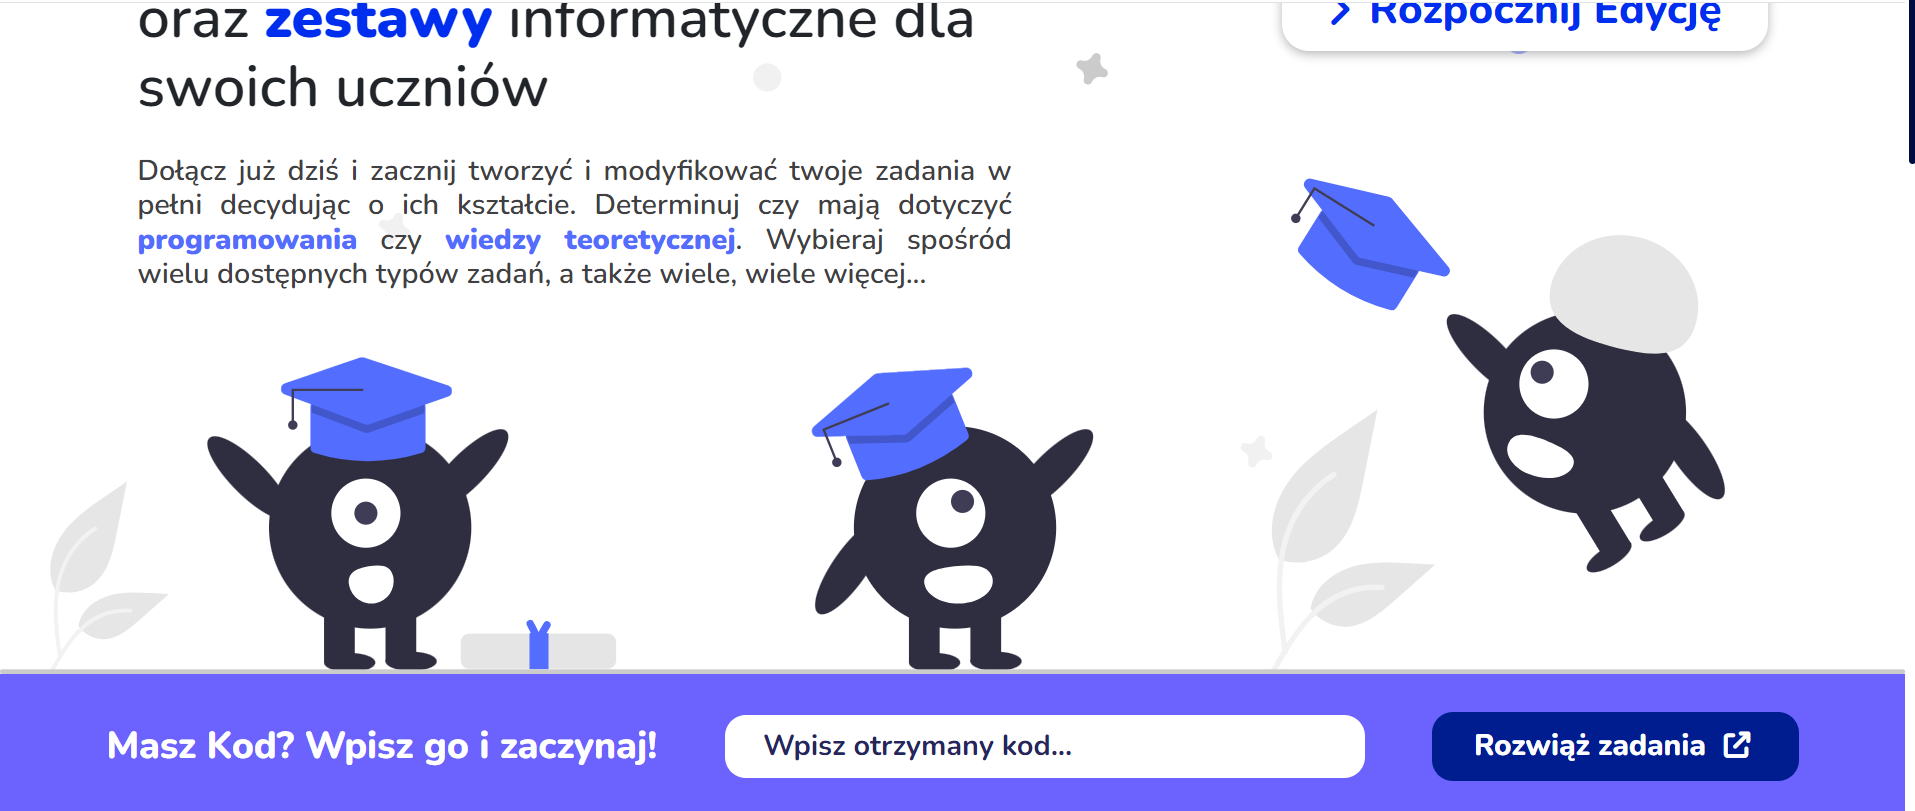 oraz zestawy informatyczne dla
swoich uczniów
Rozpocznij Edycję
Dołącz już dziś i zacznij tworzyć i modyfikować twoje zadania w
pełni decydując o ich kształcie. Determinuj czy mają dotyczyć
programowania czy wiedzy teoretycznej. Wybieraj spośród
wielu dostępnych typów zadań, a także wiele, wiele więcej...
Masz Kod? Wpisz go i zaczynaj!
Wpisz otrzymany kod...
Rozwiąż zadania